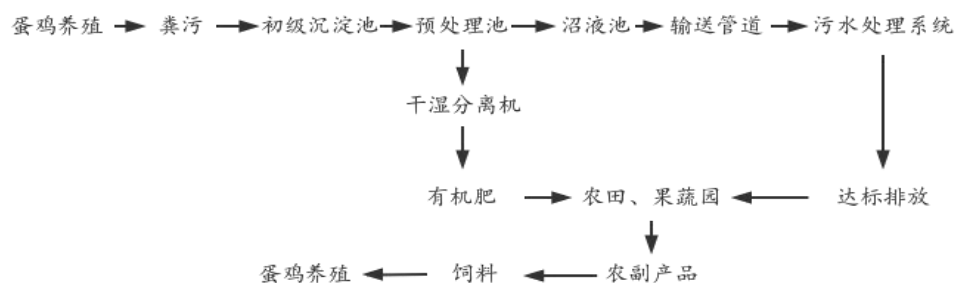 蛋鸡养殖 粪污 初级沉淀池 预处理池 沼液池 输送管道 污水处理系统
干湿分离机
有机肥 农田、果蔬园 达标排放
蛋鸡养殖 饲料 农副产品